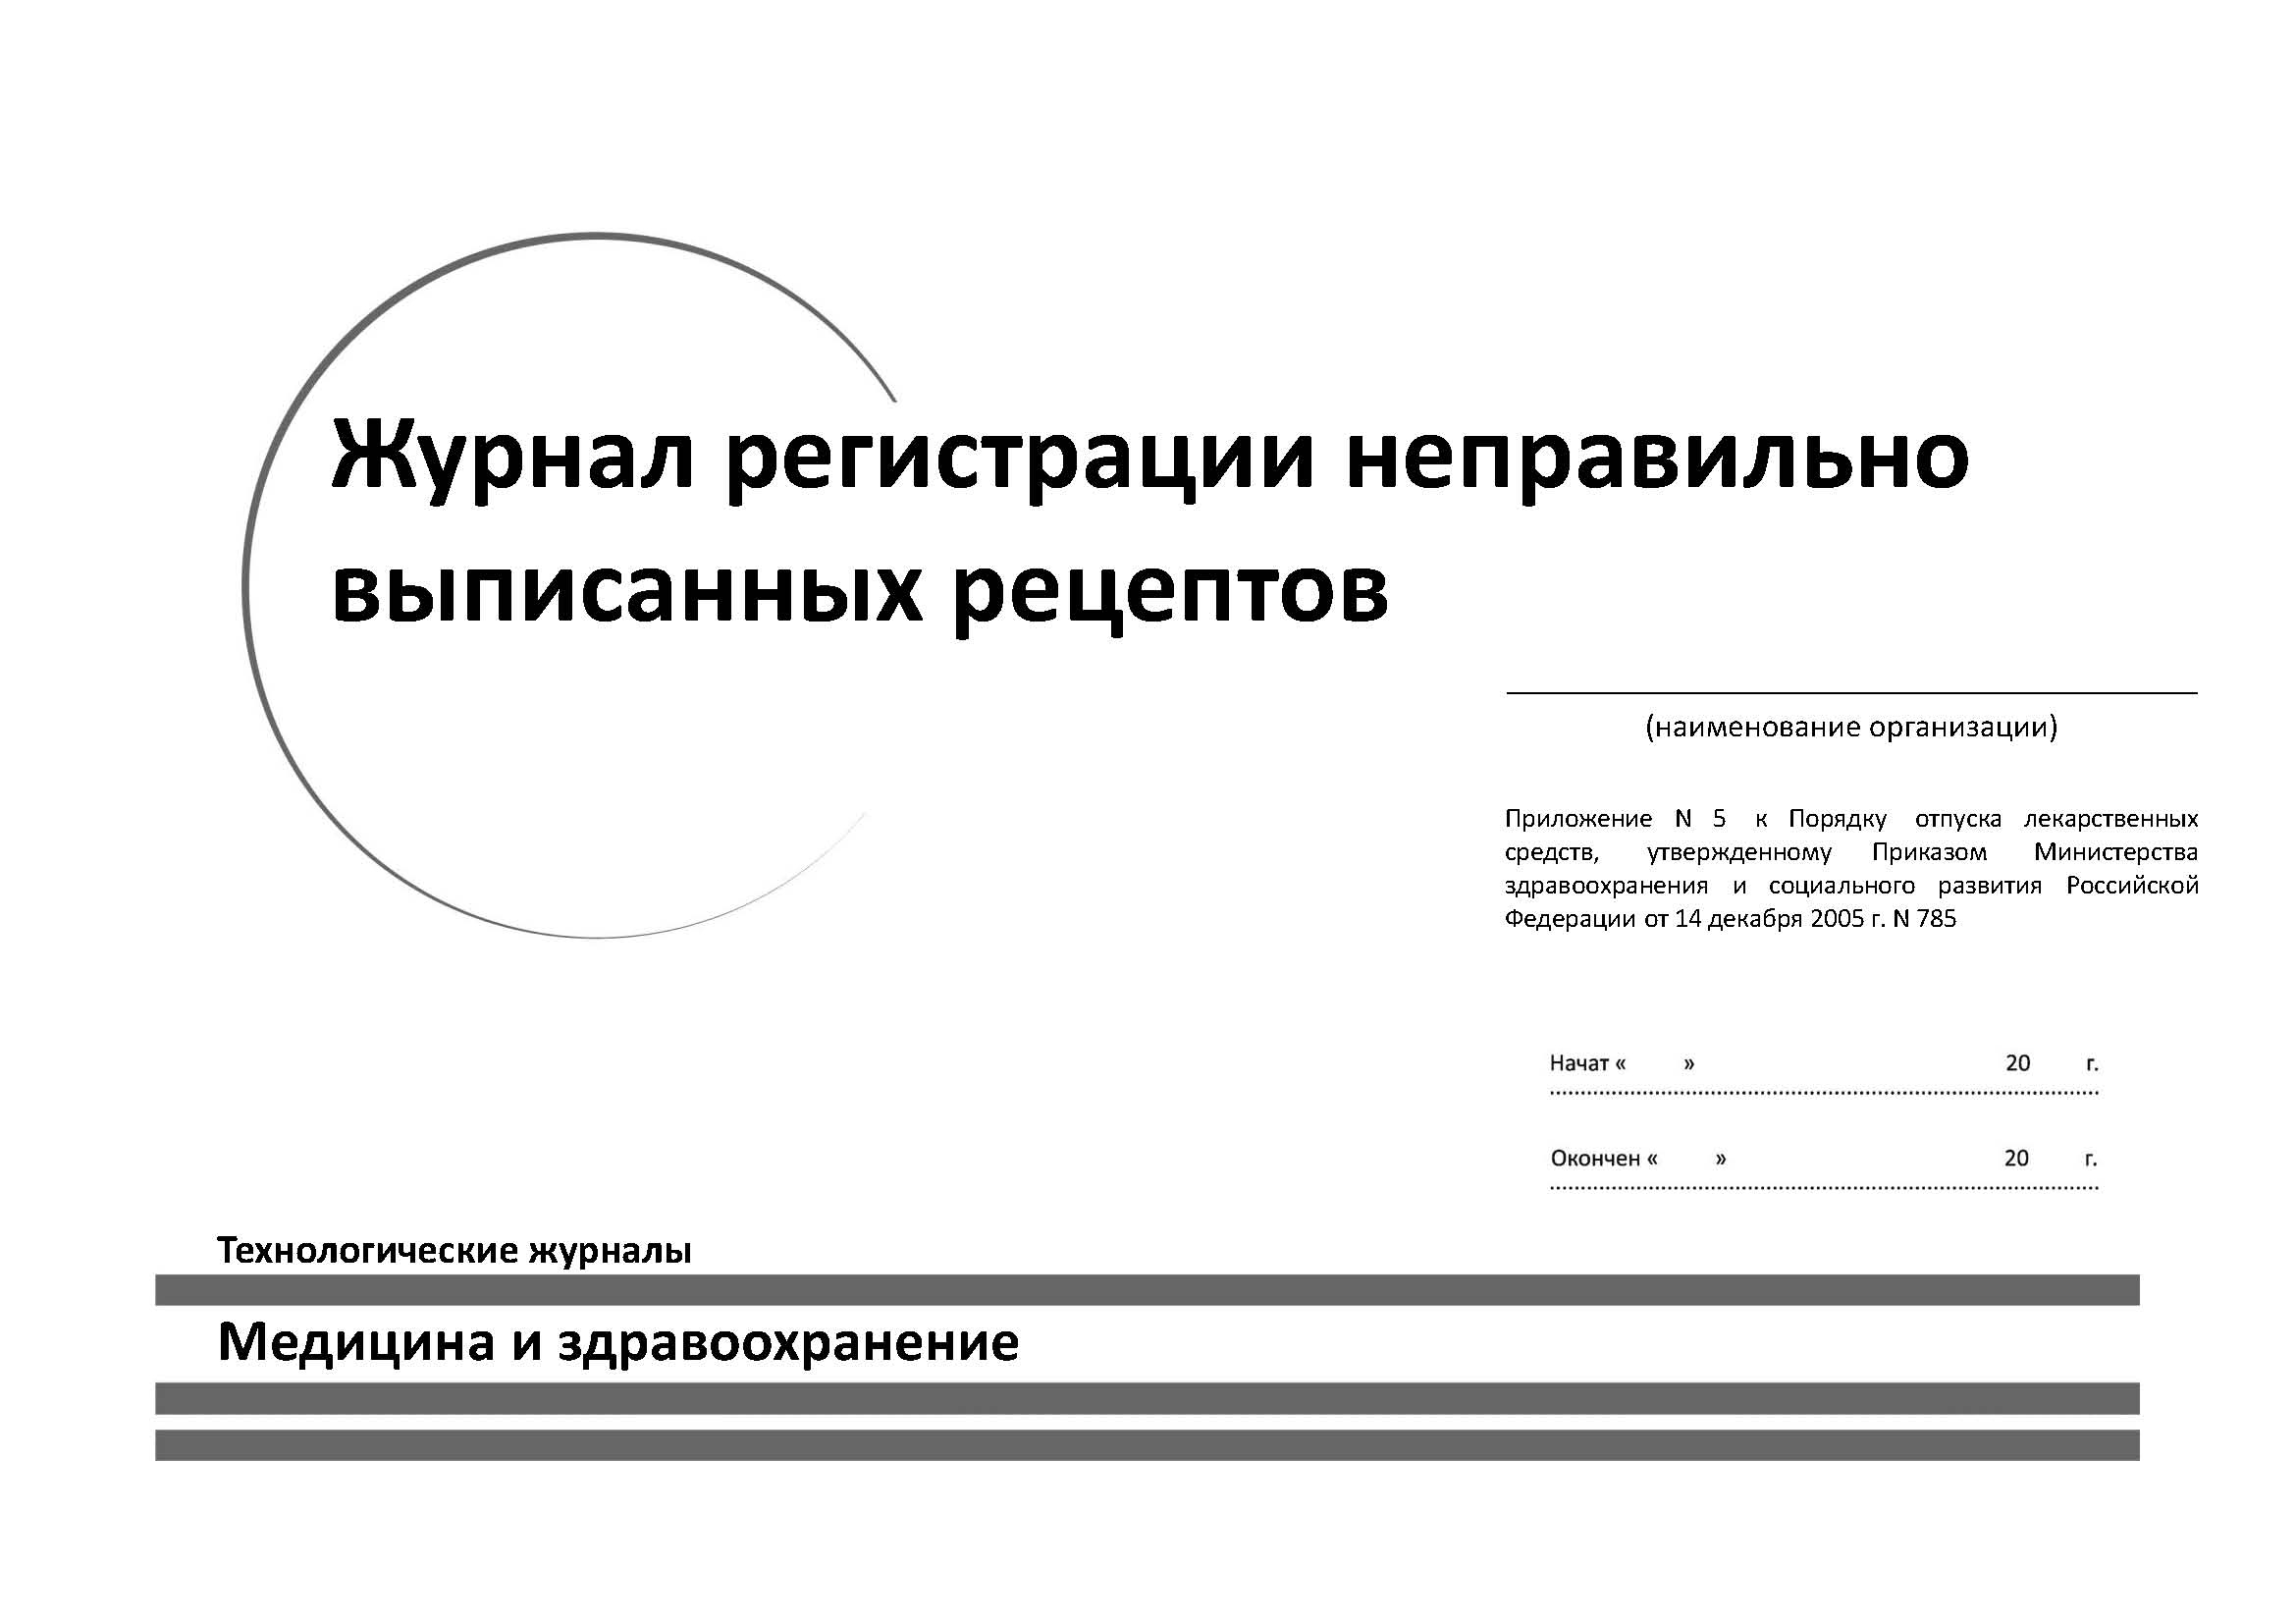 Журнал регистрации неправильно
выписанных рецептов
(наименование организации)
Приложение N 5 к Порядку отпуска лекарственных
средств, утвержденному Приказом Министерства
здравоохранения и социального развития Российской
Федерации от 14 декабря 2005 г. N 785
Начат « » 20 г.
Окончен « » 20 г.
Технологические журналы
Медицина и здравоохранение